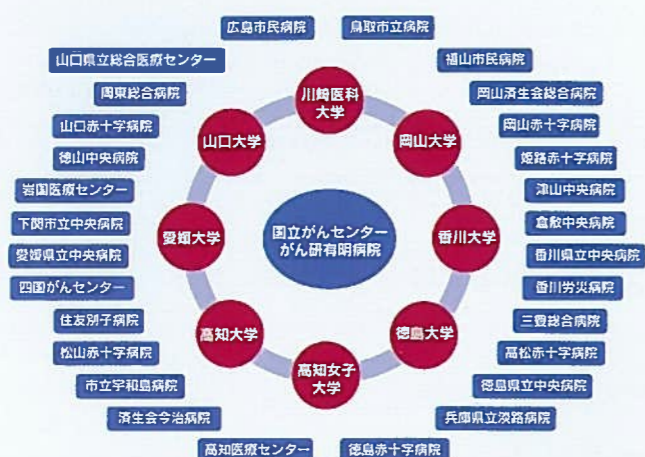 広島市民病院
鳥取市立病院
山口県立総合医療センター
福山市民病院
周東総合病院
岡山済生会総合病院
山口赤十字病院
岡山赤十字病院
徳山中央病院
姫路赤十字病院
岩国医療センター
津山中央病院
下関市立中央病院
倉敷中央病院
愛媛県立中央病院
香川県立中央病院
四国がんセンター
香川労災病院
住友別子病院
三豊総合病院
松山赤十字病院
高松赤十字病院
市立宇和島病院
徳島県立中央病院
済生会今治病院
兵庫県立淡路病院
高知医療センター
徳島赤十字病院
川崎医科
大学
山口大学
岡山大学
愛媛大学
香川大学
高知大学
徳島大学
高知女子
大学
国立がんセンター
がん研有明病院